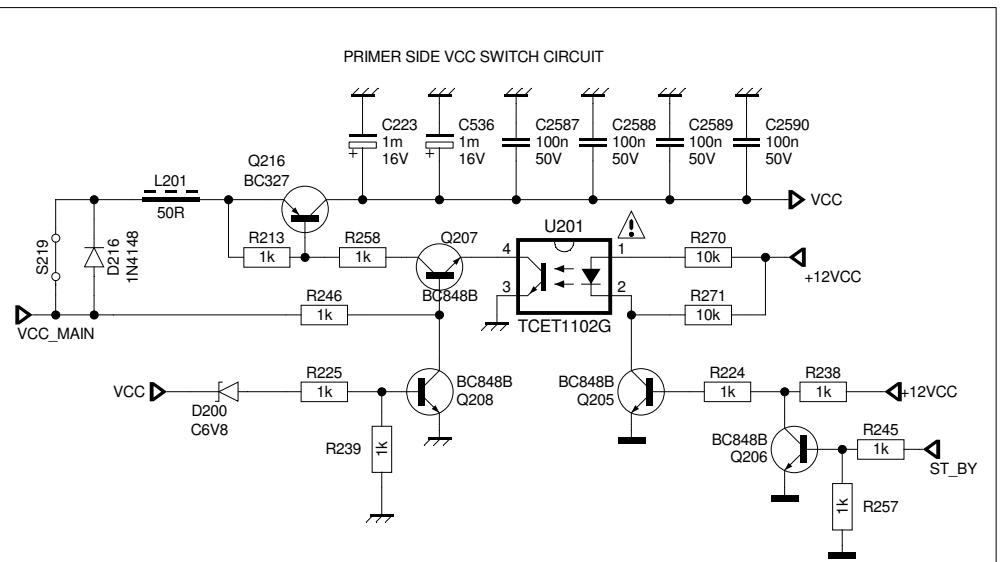 PRIMER SIDE VCC SWITCH CIRCUIT
C223
1m
16V
+
C536
1m
16V
+
C2587
100n
50V
C2588
100n
50V
C2589
100n
50V
C2590
100n
50V
Q216
BC327
L201
50R
VCC
S219
D216
1N4148
R213
1k
R258
1k
Q207
BC848B
U201
4
1
3
2
TCET1102G
R270
10k
R271
10k
+12VCC
R246
1k
VCC_MAIN
VCC
D200
C6V8
R225
1k
BC848B
Q208
R239
1k
BC848B
Q205
R224
1k
R238
1k
+12VCC
BC848B
Q206
R245
1k
ST_BY
R257
1k